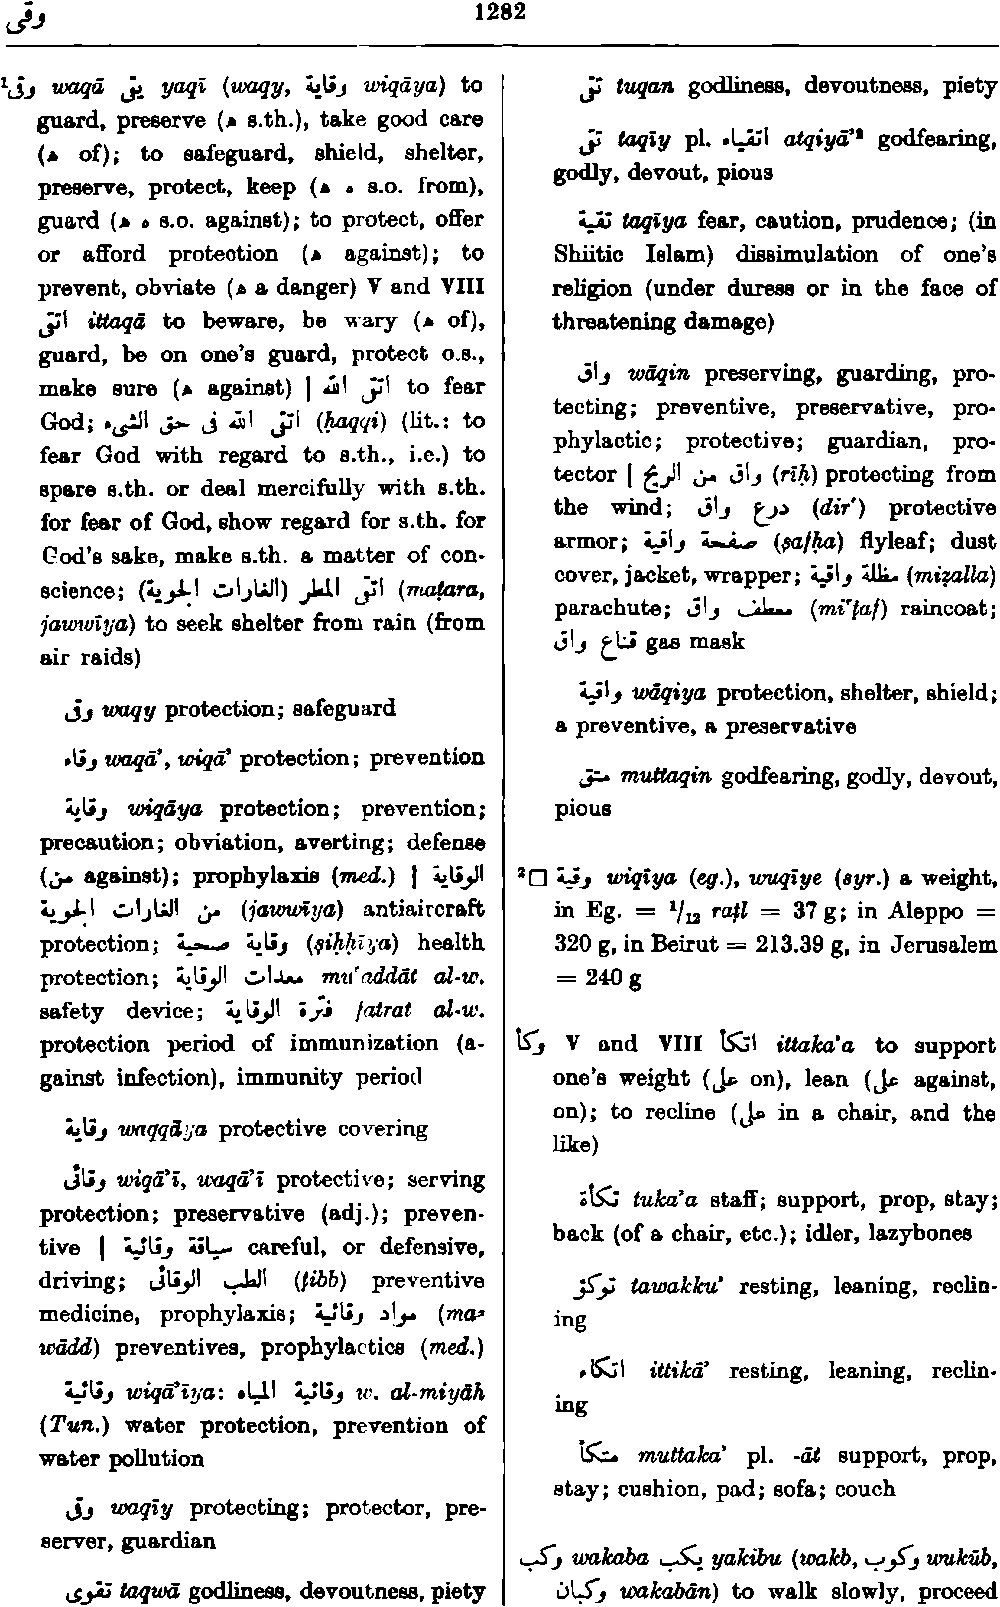 وقى
1282
¹وقى waqā يقى yaqī (waqy, وقاية wiqāya) to
guard, preserve (ه s.th.), take good care
(ه of); to safeguard, shield, shelter,
preserve, protect, keep (ه ه s.o. from),
guard (ه ه s.o. against); to protect, offer
or afford protection (ه against); to
prevent, obviate (ه a danger) V and VIII
اتقى ittaqā to beware, be wary (ه of),
guard, be on one's guard, protect o.s.,
make sure (ه against) | اتقى الله to fear
God; اتقى الله فى حق الشىء (ḥaqqi) (lit.: to
fear God with regard to s.th., i.e.) to
spare s.th. or deal mercifully with s.th.
for fear of God, show regard for s.th. for
God's sake, make s.th. a matter of con-
science; اتقى المطر (الغارات الجوية) (maṭara,
jawwīya) to seek shelter from rain (from
air raids)
وقى waqy protection; safeguard
وقاء waqā', wiqā' protection; prevention
وقاية wiqāya protection; prevention;
precaution; obviation, averting; defense
(من against); prophylaxis (med.) | الوقاية
من الغارات الجوية (jawwīya) antiaircraft
protection; وقاية صحية (ṣiḥḥīya) health
protection; معدات الوقاية mu'addāt al-w.
safety device; فترة الوقاية fatrat al-w.
protection period of immunization (a-
gainst infection), immunity period
وقاية waqqāya protective covering
وقائى wiqā'ī, waqā'ī protective; serving
protection; preservative (adj.); preven-
tive | سياقة وقائية careful, or defensive,
driving; الطب الوقائى (ṭibb) preventive
medicine, prophylaxis; مواد وقائية (ma-
wādd) preventives, prophylactics (med.)
وقائية wiqā'īya: وقائية المياه w. al-miyāh
(Tun.) water protection, prevention of
water pollution
وقى waqīy protecting; protector, pre-
server, guardian
تقوى taqwā godliness, devoutness, piety
تقى tuqan godliness, devoutness, piety
تقى taqīy pl. اتقياء atqiyā'² godfearing,
godly, devout, pious
تقية taqīya fear, caution, prudence; (in
Shiitic Islam) dissimulation of one's
religion (under duress or in the face of
threatening damage)
واق wāqin preserving, guarding, pro-
tecting; preventive, preservative, pro-
phylactic; protective; guardian, pro-
tector | واق من الريح (rīḥ) protecting from
the wind; درع واق (dir') protective
armor; صفحة واقية (ṣafḥa) flyleaf; dust
cover, jacket, wrapper; مظلة واقية (miẓalla)
parachute; معطف واق (mi'ṭaf) raincoat;
قناع واق gas mask
واقية wāqiya protection, shelter, shield;
a preventive, a preservative
متق muttaqin godfearing, godly, devout,
pious
²□ وقية wiqīya (eg.), wuqīye (syr.) a weight,
in Eg. = ¹/₁₂ raṭl = 37 g; in Aleppo =
320 g, in Beirut = 213.39 g, in Jerusalem
= 240 g
وكأ V and VIII اتكأ ittaka'a to support
one's weight (على on), lean (على against,
on); to recline (على in a chair, and the
like)
تكأة tuka'a staff; support, prop, stay;
back (of a chair, etc.); idler, lazybones
توكؤ tawakku' resting, leaning, reclin-
ing
اتكاء ittikā' resting, leaning, reclin-
ing
متكأ muttaka' pl. -āt support, prop,
stay; cushion, pad; sofa; couch
وكب wakaba يكب yakibu (wakb, وكوب wukūb,
وكبان wakabān) to walk slowly, proceed